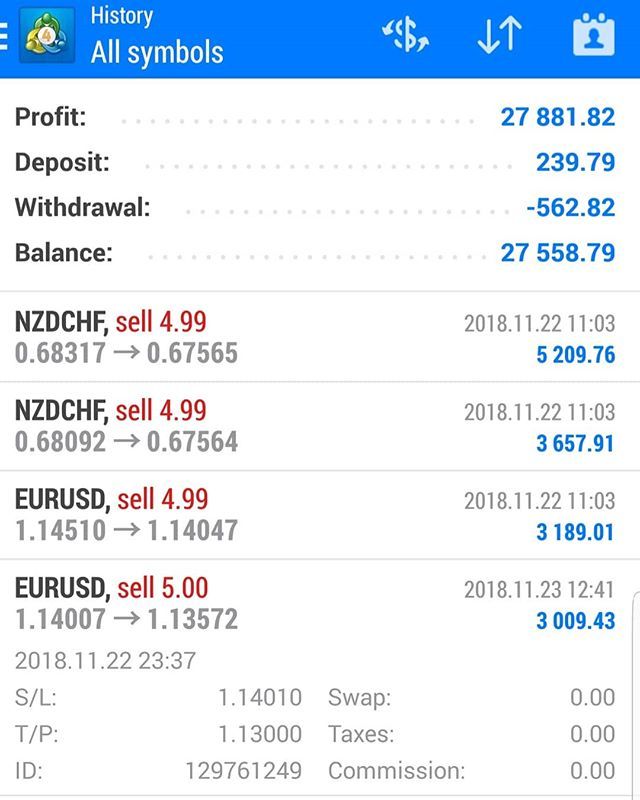 History
4
All symbols
Profit: 27 881.82
Deposit: 239.79
Withdrawal: -562.82
Balance: 27 558.79
NZDCHF, sell 4.99 2018.11.22 11:03
0.68317 → 0.67565 5 209.76
NZDCHF, sell 4.99 2018.11.22 11:03
0.68092 → 0.67564 3 657.91
EURUSD, sell 4.99 2018.11.22 11:03
1.14510 → 1.14047 3 189.01
EURUSD, sell 5.00 2018.11.23 12:41
1.14007 → 1.13572 3 009.43
2018.11.22 23:37
S/L: 1.14010 Swap: 0.00
T/P: 1.13000 Taxes: 0.00
ID: 129761249 Commission: 0.00